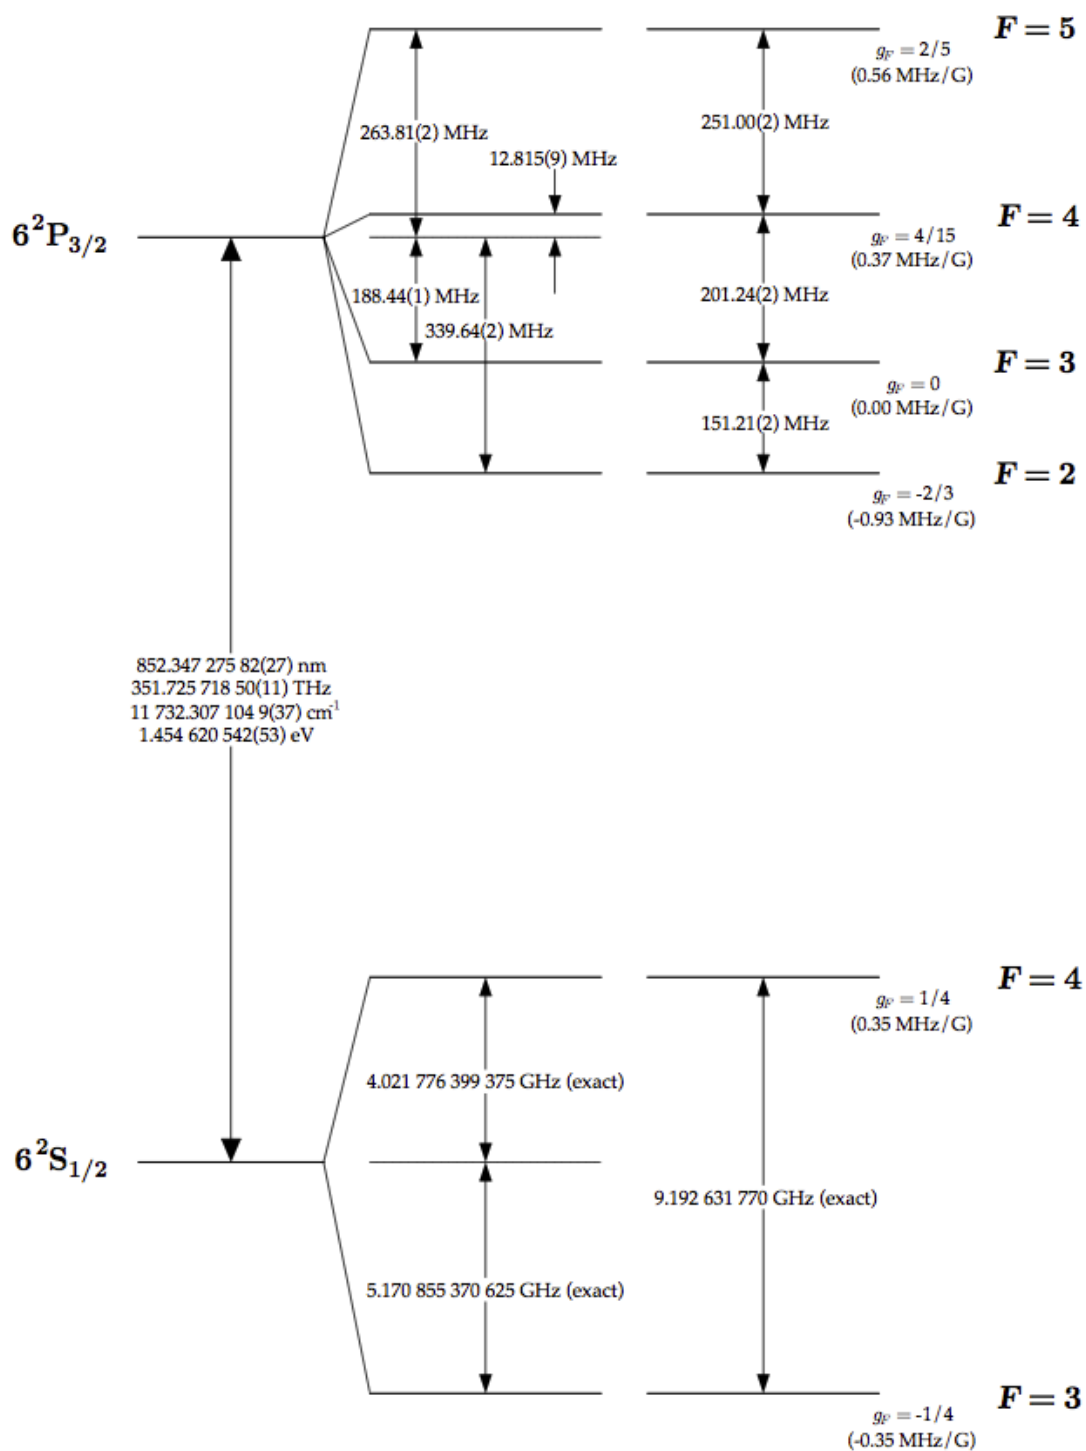 F = 5
g_F = 2/5
(0.56 MHz/G)
263.81(2) MHz
251.00(2) MHz
12.815(9) MHz
6²P₃/₂
F = 4
g_F = 4/15
(0.37 MHz/G)
188.44(1) MHz
201.24(2) MHz
339.64(2) MHz
F = 3
g_F = 0
(0.00 MHz/G)
151.21(2) MHz
F = 2
g_F = -2/3
(-0.93 MHz/G)
852.347 275 82(27) nm
351.725 718 50(11) THz
11 732.307 104 9(37) cm⁻¹
1.454 620 542(53) eV
F = 4
g_F = 1/4
(0.35 MHz/G)
4.021 776 399 375 GHz (exact)
6²S₁/₂
9.192 631 770 GHz (exact)
5.170 855 370 625 GHz (exact)
F = 3
g_F = -1/4
(-0.35 MHz/G)